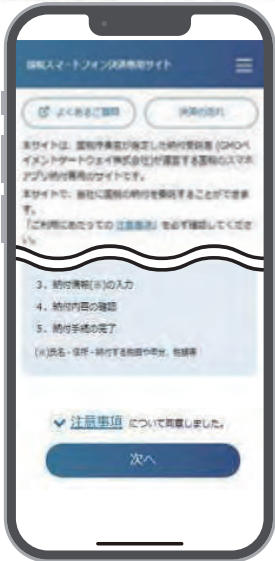 国税スマートフォン決済専用サイト
よくあるご質問
決済の流れ
本サイトは、国税庁長官が指定した納付受託者（GMOペ
イメントゲートウェイ株式会社）が運営する国税のスマホ
アプリ納付専用のサイトです。
本サイトで、当社に国税の納付を委託することができま
す。
「ご利用にあたっての注意事項」を必ず確認してくださ
い。
3、納付情報(※)の入力
4、納付内容の確認
5、納付手続の完了
(※)氏名・住所・納付する税目や年分、税額等
注意事項 について同意しました。
次へ